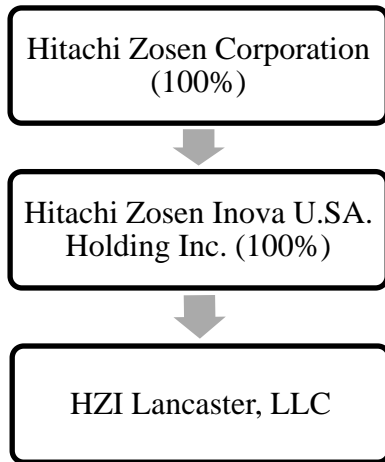 Hitachi Zosen Corporation
(100%)
Hitachi Zosen Inova U.SA.
Holding Inc. (100%)
HZI Lancaster, LLC